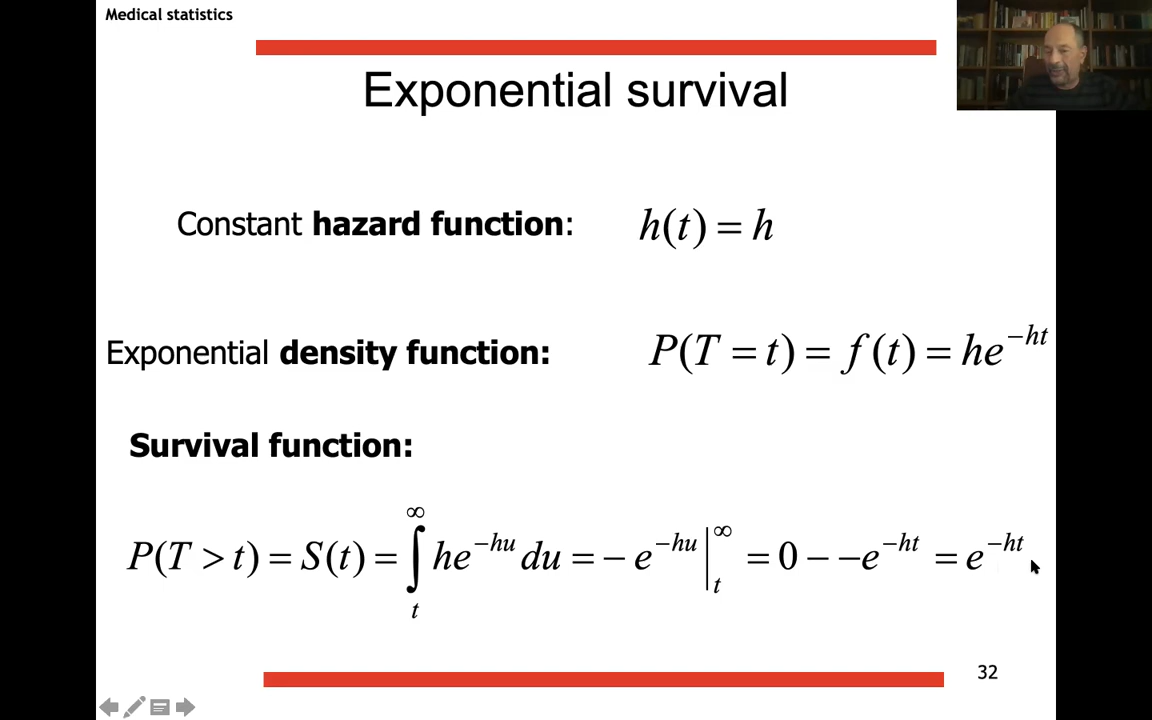 Medical statistics
Exponential survival
Constant hazard function: h(t) = h
Exponential density function: P(T = t) = f(t) = he^{-ht}
Survival function:
P(T > t) = S(t) = ∫_t^∞ he^{-hu} du = − e^{-hu} |_t^∞ = 0 − −e^{-ht} = e^{-ht}
32